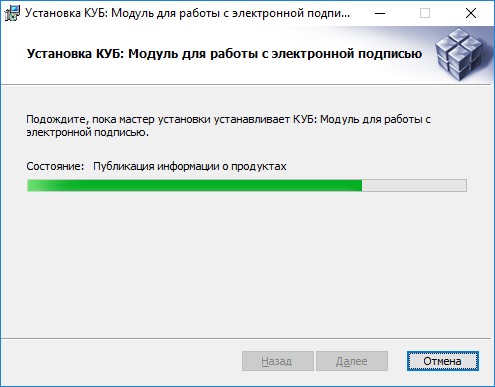 Установка КУБ: Модуль для работы с электронной подпи...
Установка КУБ: Модуль для работы с электронной подписью
Подождите, пока мастер установки устанавливает КУБ: Модуль для работы с
электронной подписью.
Состояние: Публикация информации о продуктах
Назад Далее Отмена